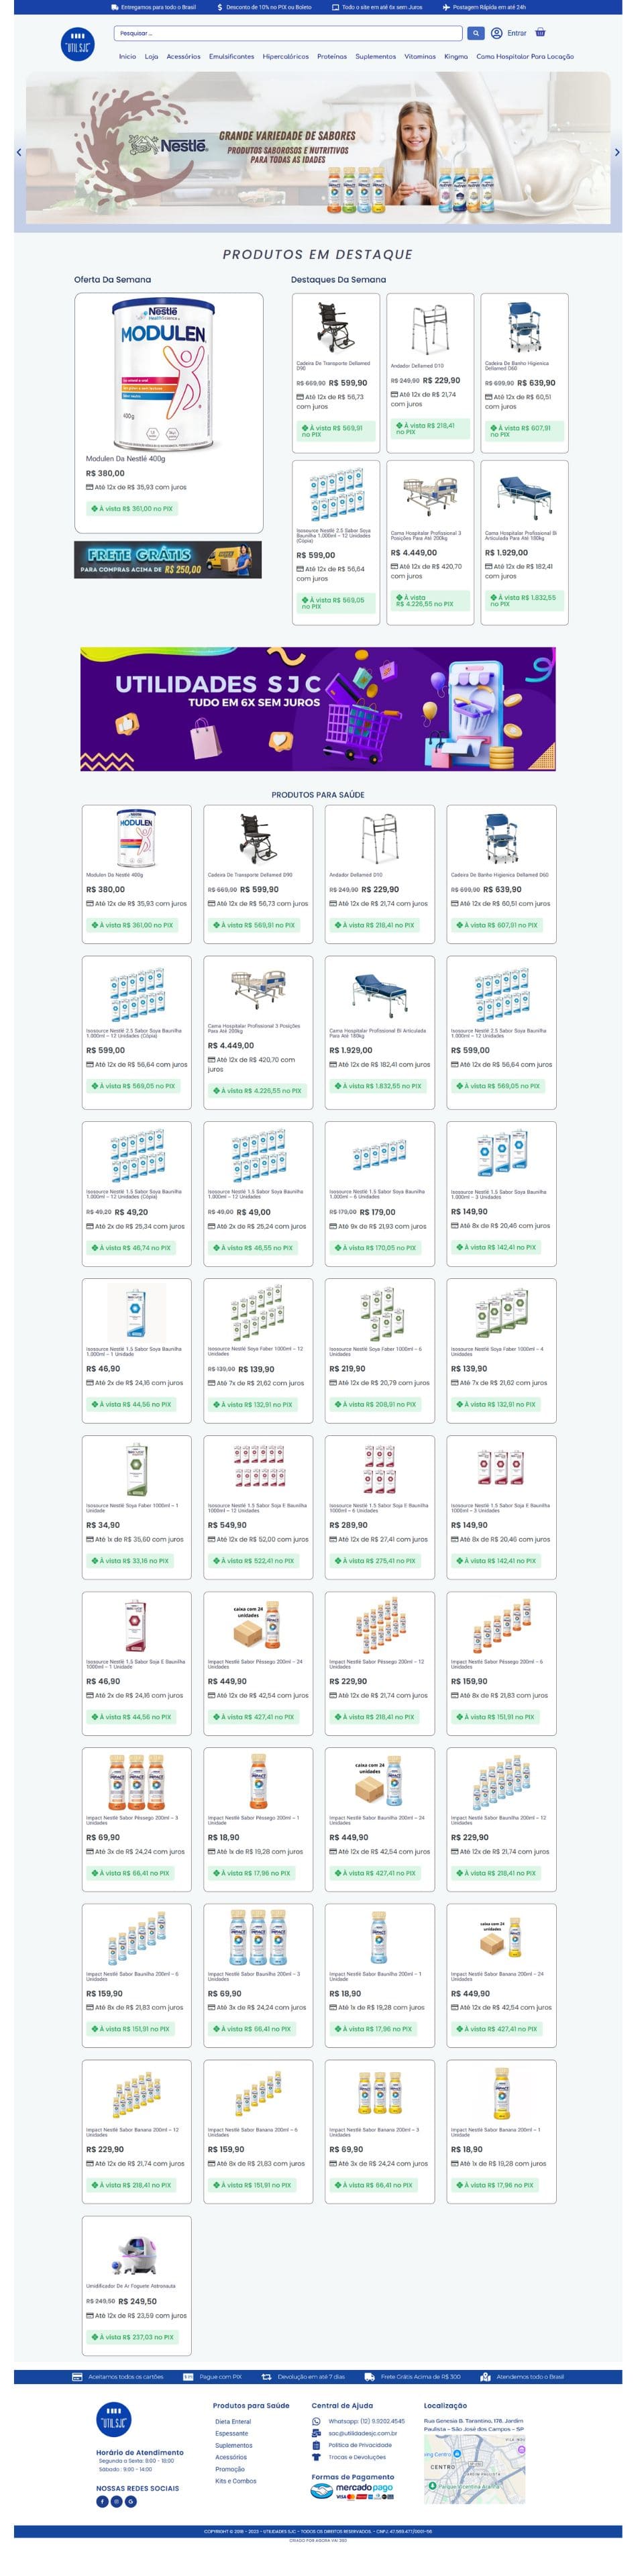 Entregamos para todo o Brasil
Desconto de 10% no PIX ou Boleto
Todo o site em até 6x sem Juros
Postagem Rápida em até 24h
"UTIL.SJC"
Pesquisar ...
Entrar
Inicio Loja Acessórios Emulsificantes Hipercalóricos Proteínas Suplementos Vitaminas Kingma Cama Hospitalar Para Locação
Nestlé
GRANDE VARIEDADE DE SABORES
PRODUTOS SABOROSOS E NUTRITIVOS
PARA TODAS AS IDADES
PRODUTOS EM DESTAQUE
Oferta Da Semana
Nestlé
HealthScience
MODULEN
400g
Modulen Da Nestlé 400g
R$ 380,00
Até 12x de R$ 35,93 com juros
À vista R$ 361,00 no PIX
FRETE GRÁTIS
PARA COMPRAS ACIMA DE R$ 250,00
Destaques Da Semana
Cadeira De Transporte Dellamed
D90
R$ 669,90 R$ 599,90
Até 12x de R$ 56,73
com juros
À vista R$ 569,91
no PIX
Andador Dellamed D10
R$ 249,90 R$ 229,90
Até 12x de R$ 21,74
com juros
À vista R$ 218,41
no PIX
Cadeira De Banho Higienica
Dellamed D60
R$ 699,90 R$ 639,90
Até 12x de R$ 60,51
com juros
À vista R$ 607,91
no PIX
Isosource Nestlé 2.5 Sabor Soya
Baunilha 1.000ml – 12 Unidades
(Cópia)
R$ 599,00
Até 12x de R$ 56,64
com juros
À vista R$ 569,05
no PIX
Cama Hospitalar Profissional 3
Posições Para Até 200kg
R$ 4.449,00
Até 12x de R$ 420,70
com juros
À vista
R$ 4.226,55 no PIX
Cama Hospitalar Profissional Bi
Articulada Para Até 180kg
R$ 1.929,00
Até 12x de R$ 182,41
com juros
À vista R$ 1.832,55
no PIX
UTILIDADES SJC
TUDO EM 6X SEM JUROS
PRODUTOS PARA SAÚDE
MODULEN
Modulen Da Nestlé 400g
R$ 380,00
Até 12x de R$ 35,93 com juros
À vista R$ 361,00 no PIX
Cadeira De Transporte Dellamed D90
R$ 669,90 R$ 599,90
Até 12x de R$ 56,73 com juros
À vista R$ 569,91 no PIX
Andador Dellamed D10
R$ 249,90 R$ 229,90
Até 12x de R$ 21,74 com juros
À vista R$ 218,41 no PIX
Cadeira De Banho Higienica Dellamed D60
R$ 699,90 R$ 639,90
Até 12x de R$ 60,51 com juros
À vista R$ 607,91 no PIX
Isosource Nestlé 2.5 Sabor Soya Baunilha
1.000ml – 12 Unidades (Cópia)
R$ 599,00
Até 12x de R$ 56,64 com juros
À vista R$ 569,05 no PIX
Cama Hospitalar Profissional 3 Posições
Para Até 200kg
R$ 4.449,00
Até 12x de R$ 420,70 com
juros
À vista R$ 4.226,55 no PIX
Cama Hospitalar Profissional Bi Articulada
Para Até 180kg
R$ 1.929,00
Até 12x de R$ 182,41 com juros
À vista R$ 1.832,55 no PIX
Isosource Nestlé 2.5 Sabor Soya Baunilha
1.000ml – 12 Unidades
R$ 599,00
Até 12x de R$ 56,64 com juros
À vista R$ 569,05 no PIX
Isosource Nestlé 1.5 Sabor Soya Baunilha
1.000ml – 12 Unidades (Cópia)
R$ 49,20 R$ 49,20
Até 2x de R$ 25,34 com juros
À vista R$ 46,74 no PIX
Isosource Nestlé 1.5 Sabor Soya Baunilha
1.000ml – 12 Unidades
R$ 49,00 R$ 49,00
Até 2x de R$ 25,24 com juros
À vista R$ 46,55 no PIX
Isosource Nestlé 1.5 Sabor Soya Baunilha
1.000ml – 6 Unidades
R$ 179,00 R$ 179,00
Até 9x de R$ 21,93 com juros
À vista R$ 170,05 no PIX
Isosource Nestlé 1.5 Sabor Soya Baunilha
1.000ml – 3 Unidades
R$ 149,90
Até 8x de R$ 20,46 com juros
À vista R$ 142,41 no PIX
Isosource Nestlé 1.5 Sabor Soya Baunilha
1.000ml – 1 Unidade
R$ 46,90
Até 2x de R$ 24,16 com juros
À vista R$ 44,56 no PIX
Isosource Nestlé Soya Faber 1000ml – 12
Unidades
R$ 139,90 R$ 139,90
Até 7x de R$ 21,62 com juros
À vista R$ 132,91 no PIX
Isosource Nestlé Soya Faber 1000ml – 6
Unidades
R$ 219,90
Até 12x de R$ 20,79 com juros
À vista R$ 208,91 no PIX
Isosource Nestlé Soya Faber 1000ml – 4
Unidades
R$ 139,90
Até 7x de R$ 21,62 com juros
À vista R$ 132,91 no PIX
Isosource Nestlé Soya Faber 1000ml – 1
Unidade
R$ 34,90
Até 1x de R$ 35,60 com juros
À vista R$ 33,16 no PIX
Isosource Nestlé 1.5 Sabor Soja E Baunilha
1000ml – 12 Unidades
R$ 549,90
Até 12x de R$ 52,00 com juros
À vista R$ 522,41 no PIX
Isosource Nestlé 1.5 Sabor Soja E Baunilha
1000ml – 6 Unidades
R$ 289,90
Até 12x de R$ 27,41 com juros
À vista R$ 275,41 no PIX
Isosource Nestlé 1.5 Sabor Soja E Baunilha
1000ml – 3 Unidades
R$ 149,90
Até 8x de R$ 20,46 com juros
À vista R$ 142,41 no PIX
Isosource Nestlé 1.5 Sabor Soja E Baunilha
1000ml – 1 Unidade
R$ 46,90
Até 2x de R$ 24,16 com juros
À vista R$ 44,56 no PIX
caixa com 24
unidades
Impact Nestlé Sabor Pêssego 200ml – 24
Unidades
R$ 449,90
Até 12x de R$ 42,54 com juros
À vista R$ 427,41 no PIX
Impact Nestlé Sabor Pêssego 200ml – 12
Unidades
R$ 229,90
Até 12x de R$ 21,74 com juros
À vista R$ 218,41 no PIX
Impact Nestlé Sabor Pêssego 200ml – 6
Unidades
R$ 159,90
Até 8x de R$ 21,83 com juros
À vista R$ 151,91 no PIX
Impact Nestlé Sabor Pêssego 200ml – 3
Unidades
R$ 69,90
Até 3x de R$ 24,24 com juros
À vista R$ 66,41 no PIX
Impact Nestlé Sabor Pêssego 200ml – 1
Unidade
R$ 18,90
Até 1x de R$ 19,28 com juros
À vista R$ 17,96 no PIX
caixa com 24
unidades
Impact Nestlé Sabor Baunilha 200ml – 24
Unidades
R$ 449,90
Até 12x de R$ 42,54 com juros
À vista R$ 427,41 no PIX
Impact Nestlé Sabor Baunilha 200ml – 12
Unidades
R$ 229,90
Até 12x de R$ 21,74 com juros
À vista R$ 218,41 no PIX
Impact Nestlé Sabor Baunilha 200ml – 6
Unidades
R$ 159,90
Até 8x de R$ 21,83 com juros
À vista R$ 151,91 no PIX
Impact Nestlé Sabor Baunilha 200ml – 3
Unidades
R$ 69,90
Até 3x de R$ 24,24 com juros
À vista R$ 66,41 no PIX
Impact Nestlé Sabor Baunilha 200ml – 1
Unidade
R$ 18,90
Até 1x de R$ 19,28 com juros
À vista R$ 17,96 no PIX
caixa com 24
unidades
Impact Nestlé Sabor Banana 200ml – 24
Unidades
R$ 449,90
Até 12x de R$ 42,54 com juros
À vista R$ 427,41 no PIX
Impact Nestlé Sabor Banana 200ml – 12
Unidades
R$ 229,90
Até 12x de R$ 21,74 com juros
À vista R$ 218,41 no PIX
Impact Nestlé Sabor Banana 200ml – 6
Unidades
R$ 159,90
Até 8x de R$ 21,83 com juros
À vista R$ 151,91 no PIX
Impact Nestlé Sabor Banana 200ml – 3
Unidades
R$ 69,90
Até 3x de R$ 24,24 com juros
À vista R$ 66,41 no PIX
Impact Nestlé Sabor Banana 200ml – 1
Unidade
R$ 18,90
Até 1x de R$ 19,28 com juros
À vista R$ 17,96 no PIX
Umidificador De Ar Foguete Astronauta
R$ 249,50 R$ 249,50
Até 12x de R$ 23,59 com juros
À vista R$ 237,03 no PIX
Aceitamos todos os cartões
Pague com PIX
Devolução em até 7 dias
Frete Grátis Acima de R$ 300
Atendemos todo o Brasil
"UTIL.SJC"
Horário de Atendimento
Segunda a Sexta: 9:00 - 18:00
Sábado : 9:00 - 14:00
NOSSAS REDES SOCIAIS
Produtos para Saúde
Dieta Enteral
Espessante
Suplementos
Acessórios
Promoção
Kits e Combos
Central de Ajuda
Whatsapp: (12) 9.9202.4545
sac@utilidadesjc.com.br
Política de Privacidade
Trocas e Devoluções
Formas de Pagamento
mercado pago
Localização
Rua Genesia B. Tarantino, 178. Jardim
Paulista - São José dos Campos - SP
CENTRO
COPYRIGHT © 2018 - 2023 - UTILIDADES SJC - TODOS OS DIREITOS RESERVADOS. -
CRIADO POR AGORA VAI SEO